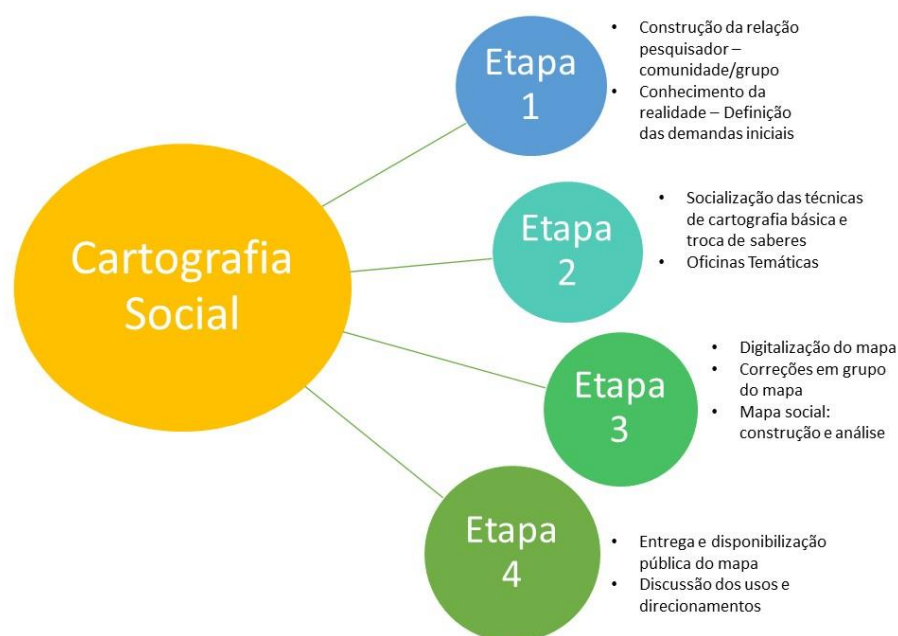 Cartografia
Social
Etapa
1
• Construção da relação
pesquisador –
comunidade/grupo
• Conhecimento da
realidade – Definição
das demandas iniciais
Etapa
2
• Socialização das técnicas
de cartografia básica e
troca de saberes
• Oficinas Temáticas
Etapa
3
• Digitalização do mapa
• Correções em grupo
do mapa
• Mapa social:
construção e análise
Etapa
4
• Entrega e disponibilização
pública do mapa
• Discussão dos usos e
direcionamentos